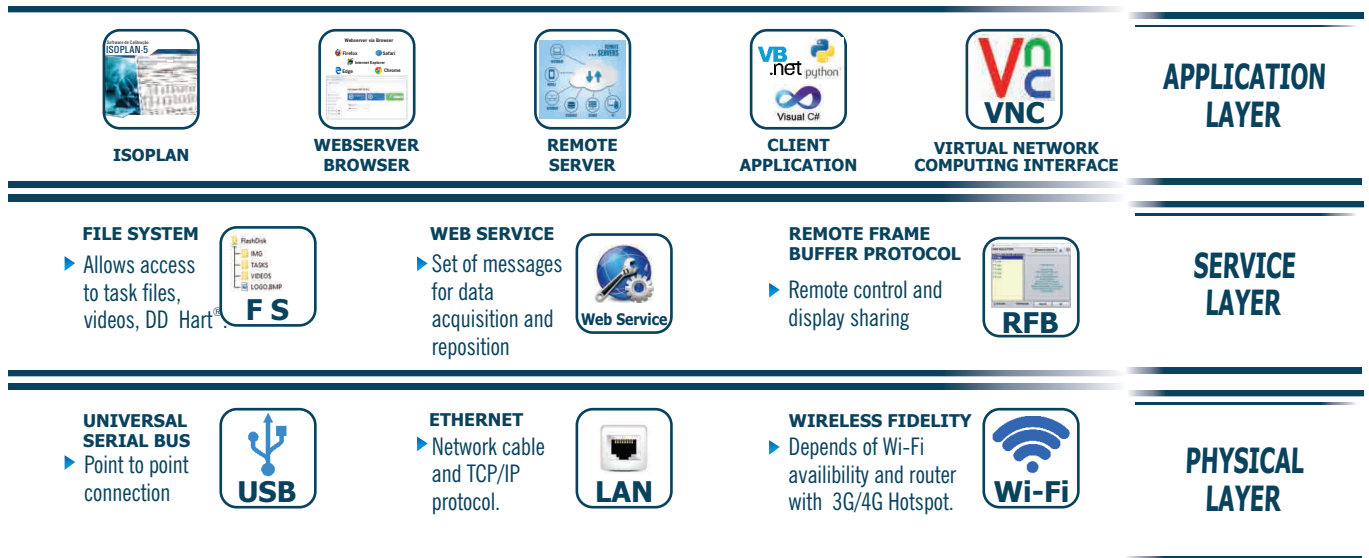 Software de Calibração
ISOPLAN-5
ISOPLAN
Webserver via Browser
Firefox
Safari
Internet Explorer
Edge
Chrome
WEBSERVER
BROWSER
REMOTE
SERVERS
REMOTE
SERVER
VB
.net
python
Visual C#
CLIENT
APPLICATION
VNC
VNC
VIRTUAL NETWORK
COMPUTING INTERFACE
APPLICATION
LAYER
FILE SYSTEM
Allows access
to task files,
videos, DD Hart®.
FlashDisk
IMG
TASKS
VIDEOS
LOGO.BMP
F S
WEB SERVICE
Set of messages
for data
acquisition and
reposition
Web Service
REMOTE FRAME
BUFFER PROTOCOL
Remote control and
display sharing
RFB
SERVICE
LAYER
UNIVERSAL
SERIAL BUS
Point to point
connection
USB
ETHERNET
Network cable
and TCP/IP
protocol.
LAN
WIRELESS FIDELITY
Depends of Wi-Fi
availibility and router
with 3G/4G Hotspot.
Wi-Fi
PHYSICAL
LAYER